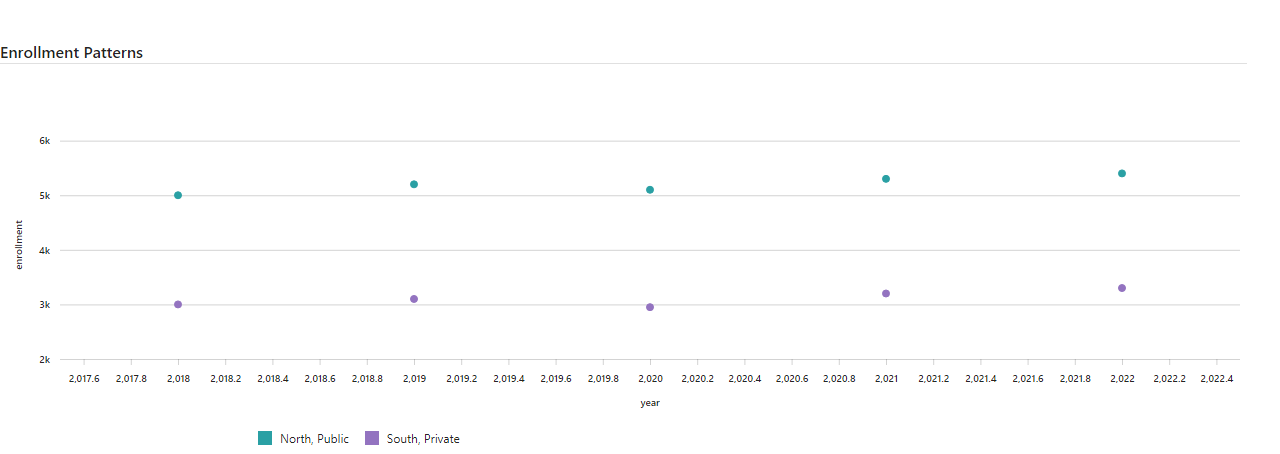 Enrollment Patterns
6k
5k
4k
3k
2k
enrollment
2,017.6 2,017.8 2,018 2,018.2 2,018.4 2,018.6 2,018.8 2,019 2,019.2 2,019.4 2,019.6 2,019.8 2,020 2,020.2 2,020.4 2,020.6 2,020.8 2,021 2,021.2 2,021.4 2,021.6 2,021.8 2,022 2,022.2 2,022.4
year
North, Public South, Private